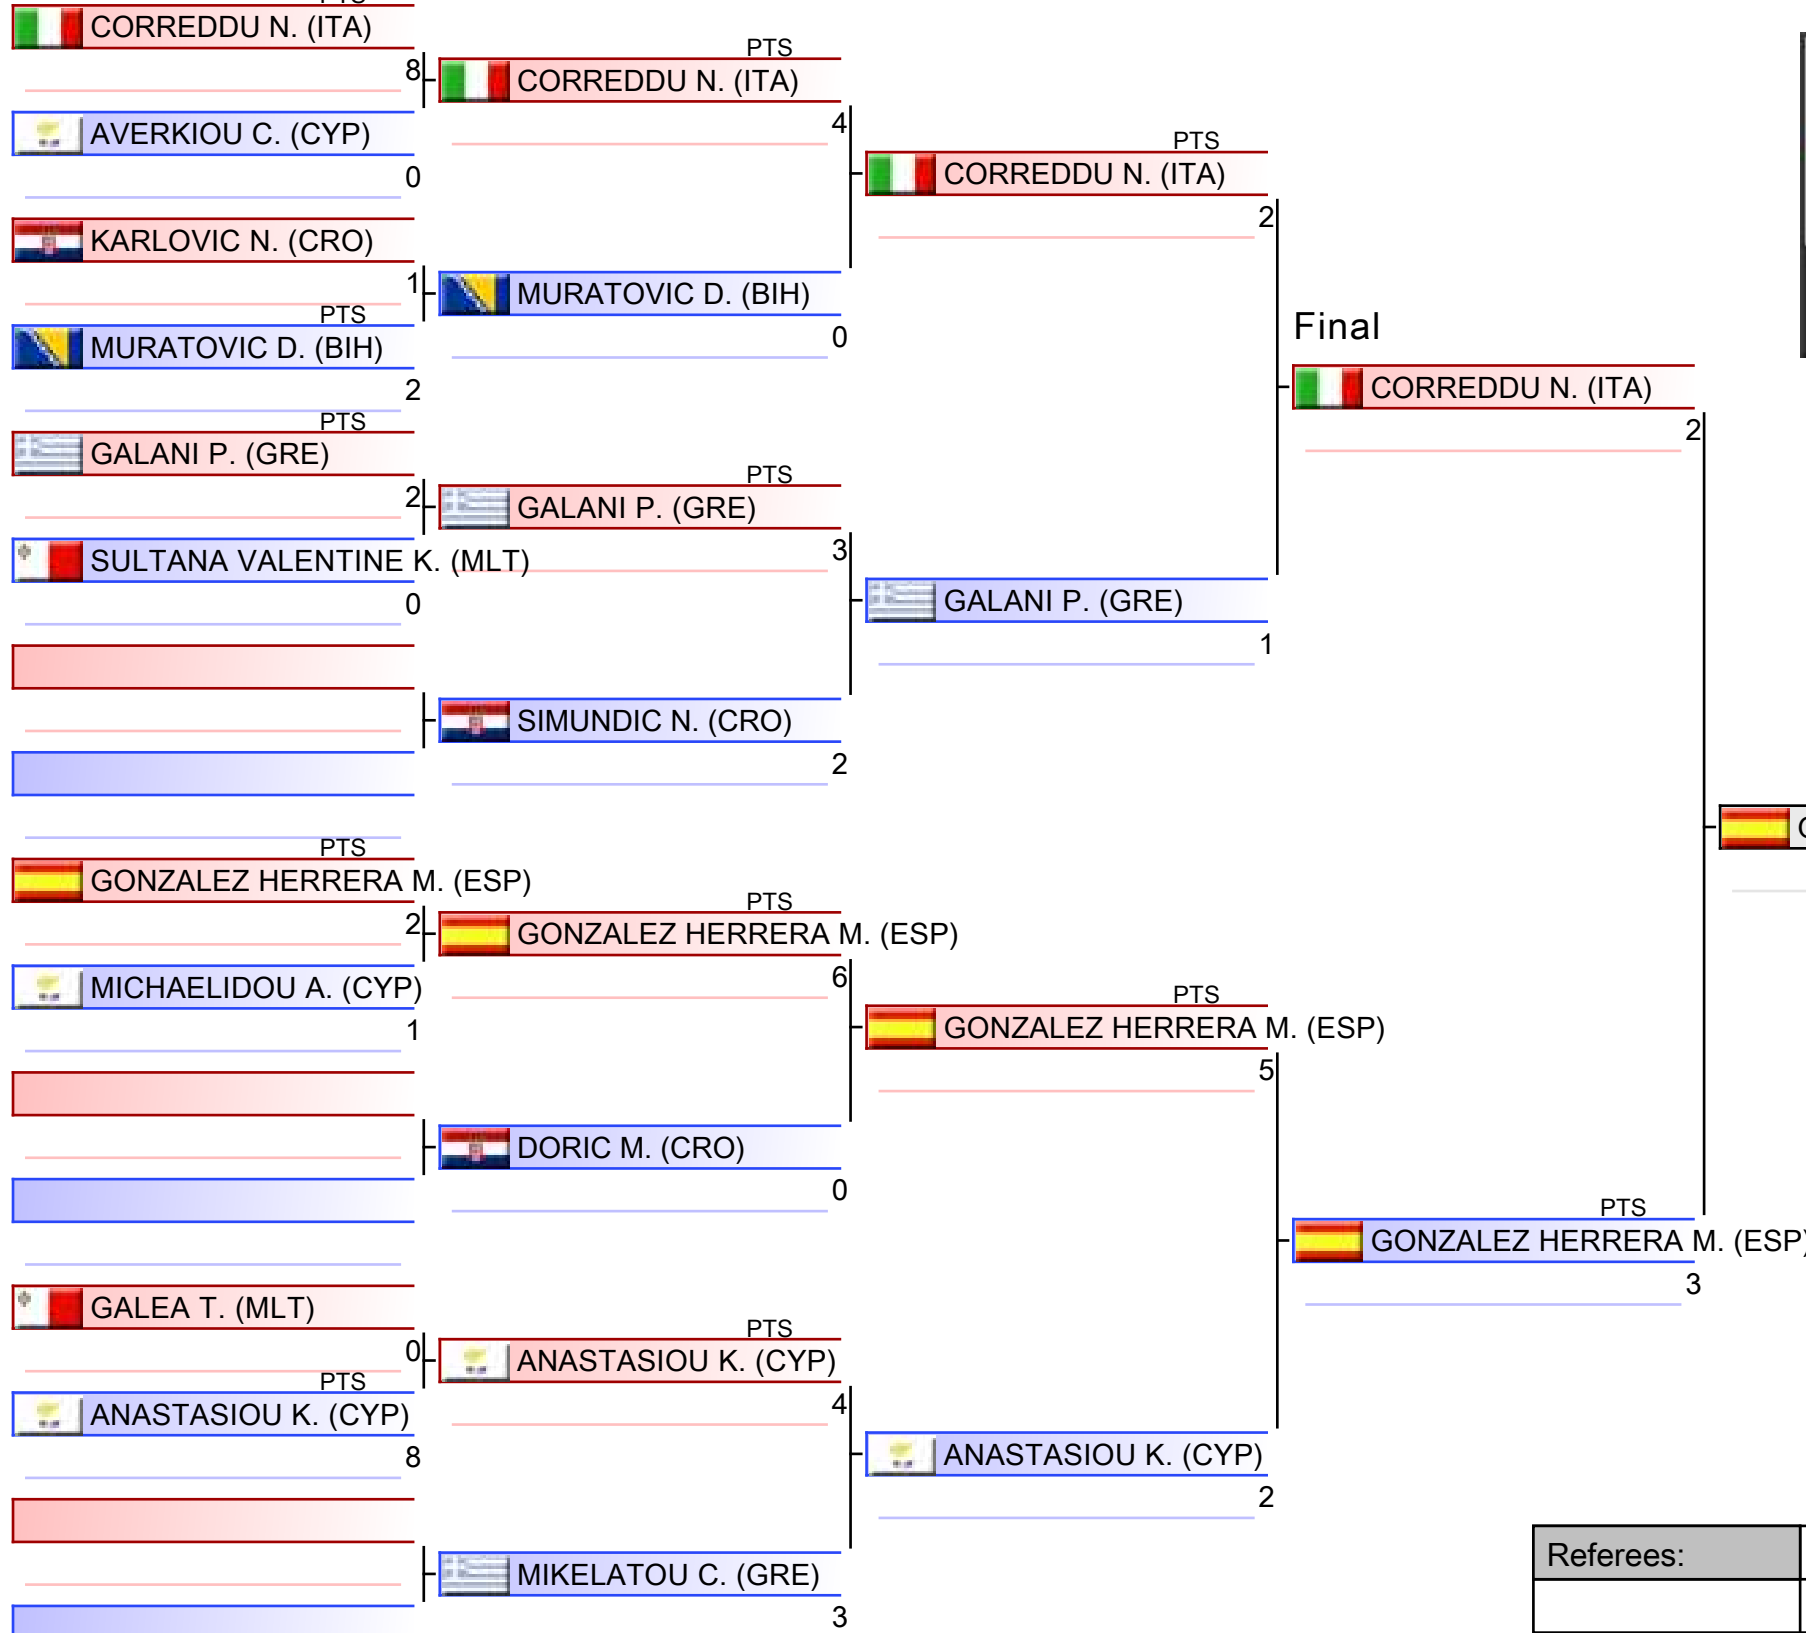 PTS
CORREDDU N. (ITA)
8
AVERKIOU C. (CYP)
0
KARLOVIC N. (CRO)
1
PTS
MURATOVIC D. (BIH)
2
PTS
GALANI P. (GRE)
2
SULTANA VALENTINE K. (MLT)
0
PTS
GONZALEZ HERRERA M. (ESP)
2
MICHAELIDOU A. (CYP)
1
GALEA T. (MLT)
0
PTS
ANASTASIOU K. (CYP)
8
PTS
CORREDDU N. (ITA)
4
MURATOVIC D. (BIH)
0
PTS
GALANI P. (GRE)
3
SIMUNDIC N. (CRO)
2
PTS
GONZALEZ HERRERA M. (ESP)
6
DORIC M. (CRO)
0
PTS
ANASTASIOU K. (CYP)
4
MIKELATOU C. (GRE)
3
PTS
CORREDDU N. (ITA)
2
GALANI P. (GRE)
1
PTS
GONZALEZ HERRERA M. (ESP)
5
ANASTASIOU K. (CYP)
2
Final
CORREDDU N. (ITA)
2
PTS
GONZALEZ HERRERA M. (ESP)
3
Referees: